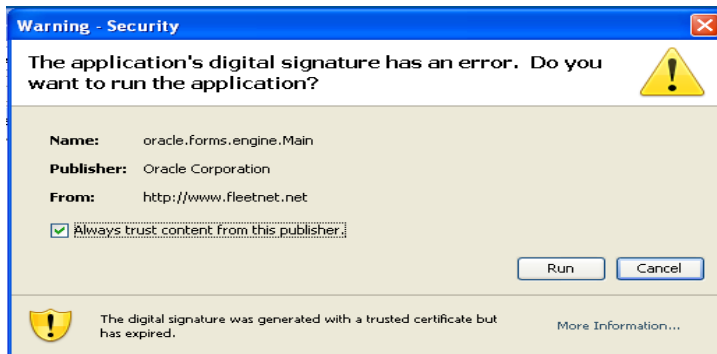 Warning - Security
The application's digital signature has an error. Do you
want to run the application?
Name: oracle.forms.engine.Main
Publisher: Oracle Corporation
From: http://www.fleetnet.net
Always trust content from this publisher.
Run Cancel
The digital signature was generated with a trusted certificate but
has expired.
More Information...